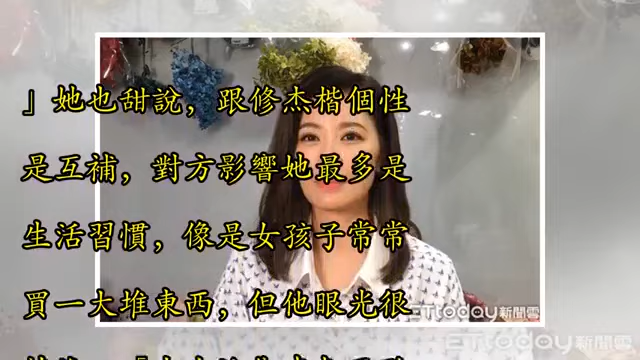 」她也甜說，跟修杰楷個性
是互補，對方影響她最多是
生活習慣，像是女孩子常常
買一大堆東西，但他眼光很
ETtoday新聞雲
ETtoday新聞雲